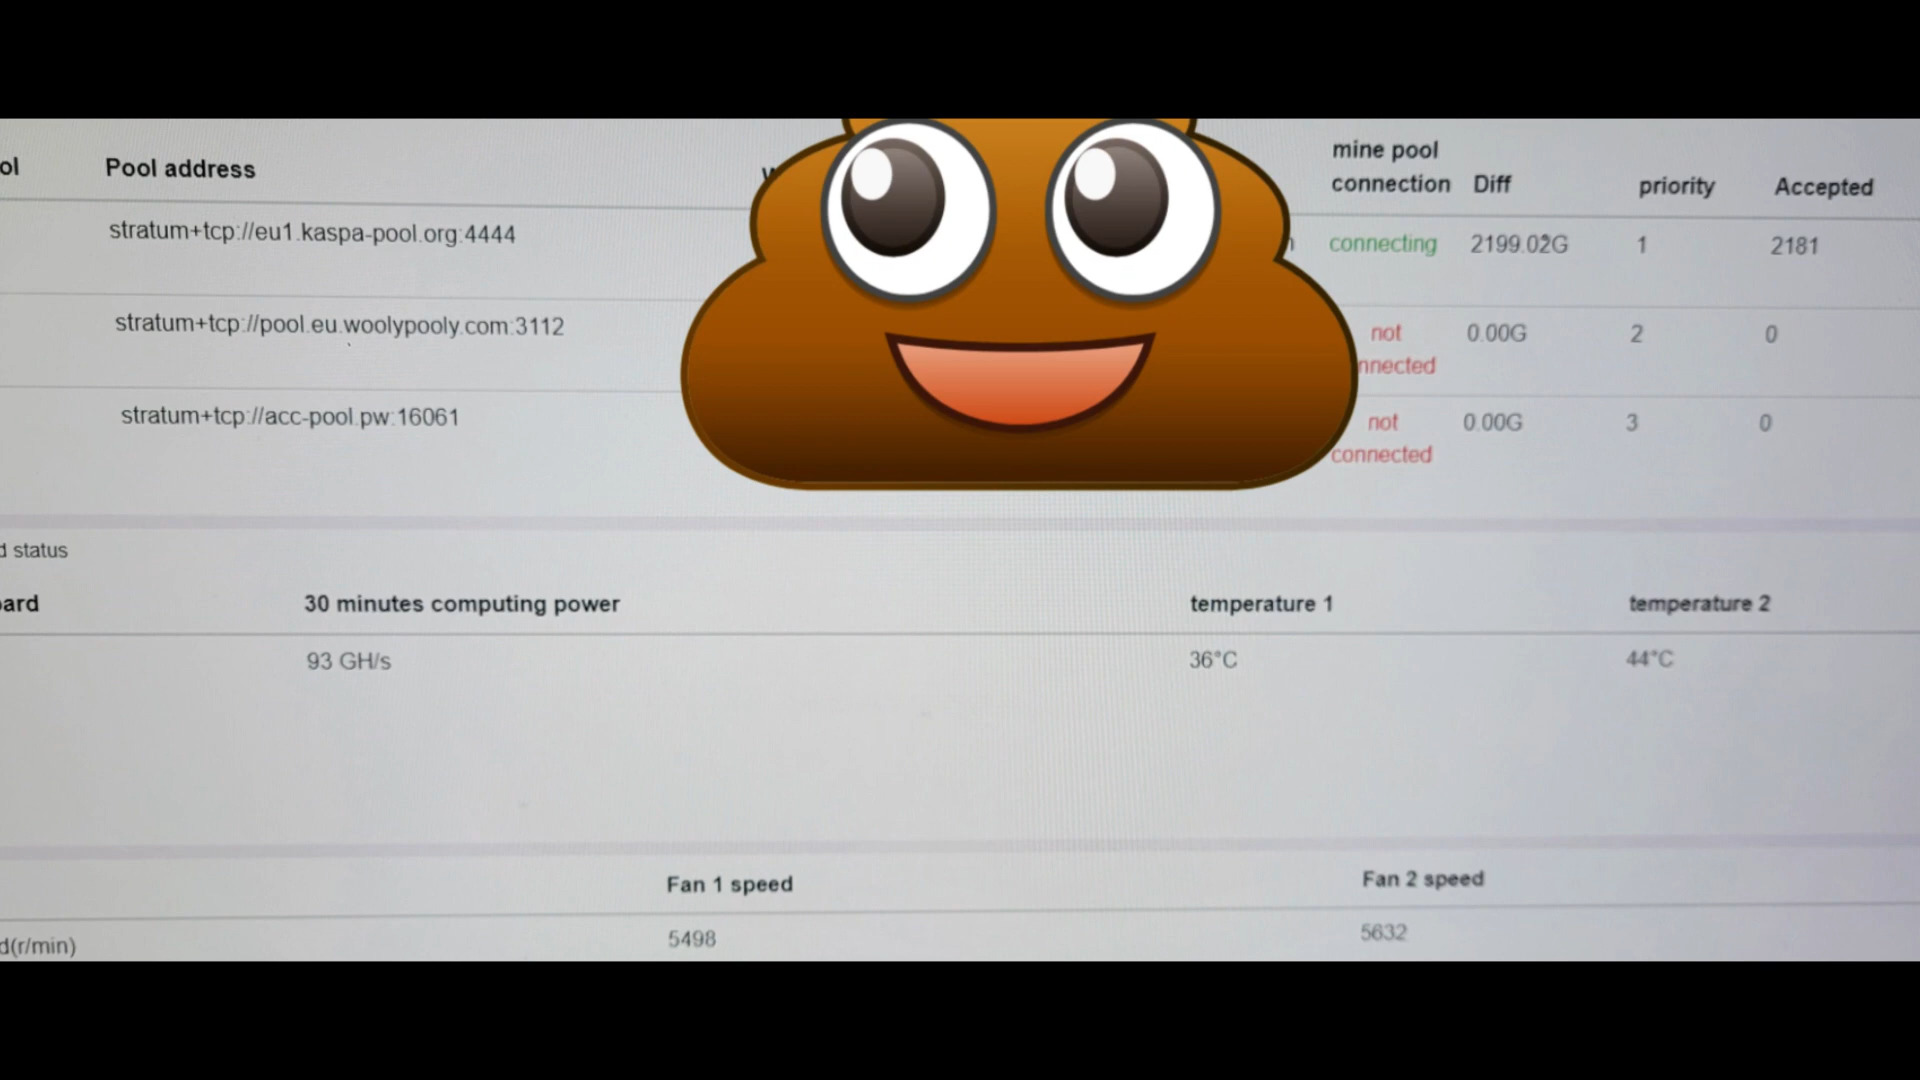 ol Pool address mine pool connection Diff priority Accepted
stratum+tcp://eu1.kaspa-pool.org:4444 connecting 2199.02G 1 2181
stratum+tcp://pool.eu.woolypooly.com:3112 not nnected 0.00G 2 0
stratum+tcp://acc-pool.pw:16061 not connected 0.00G 3 0
d status
ard 30 minutes computing power temperature 1 temperature 2
93 GH/s 36°C 44°C
Fan 1 speed Fan 2 speed
d(r/min) 5498 5632